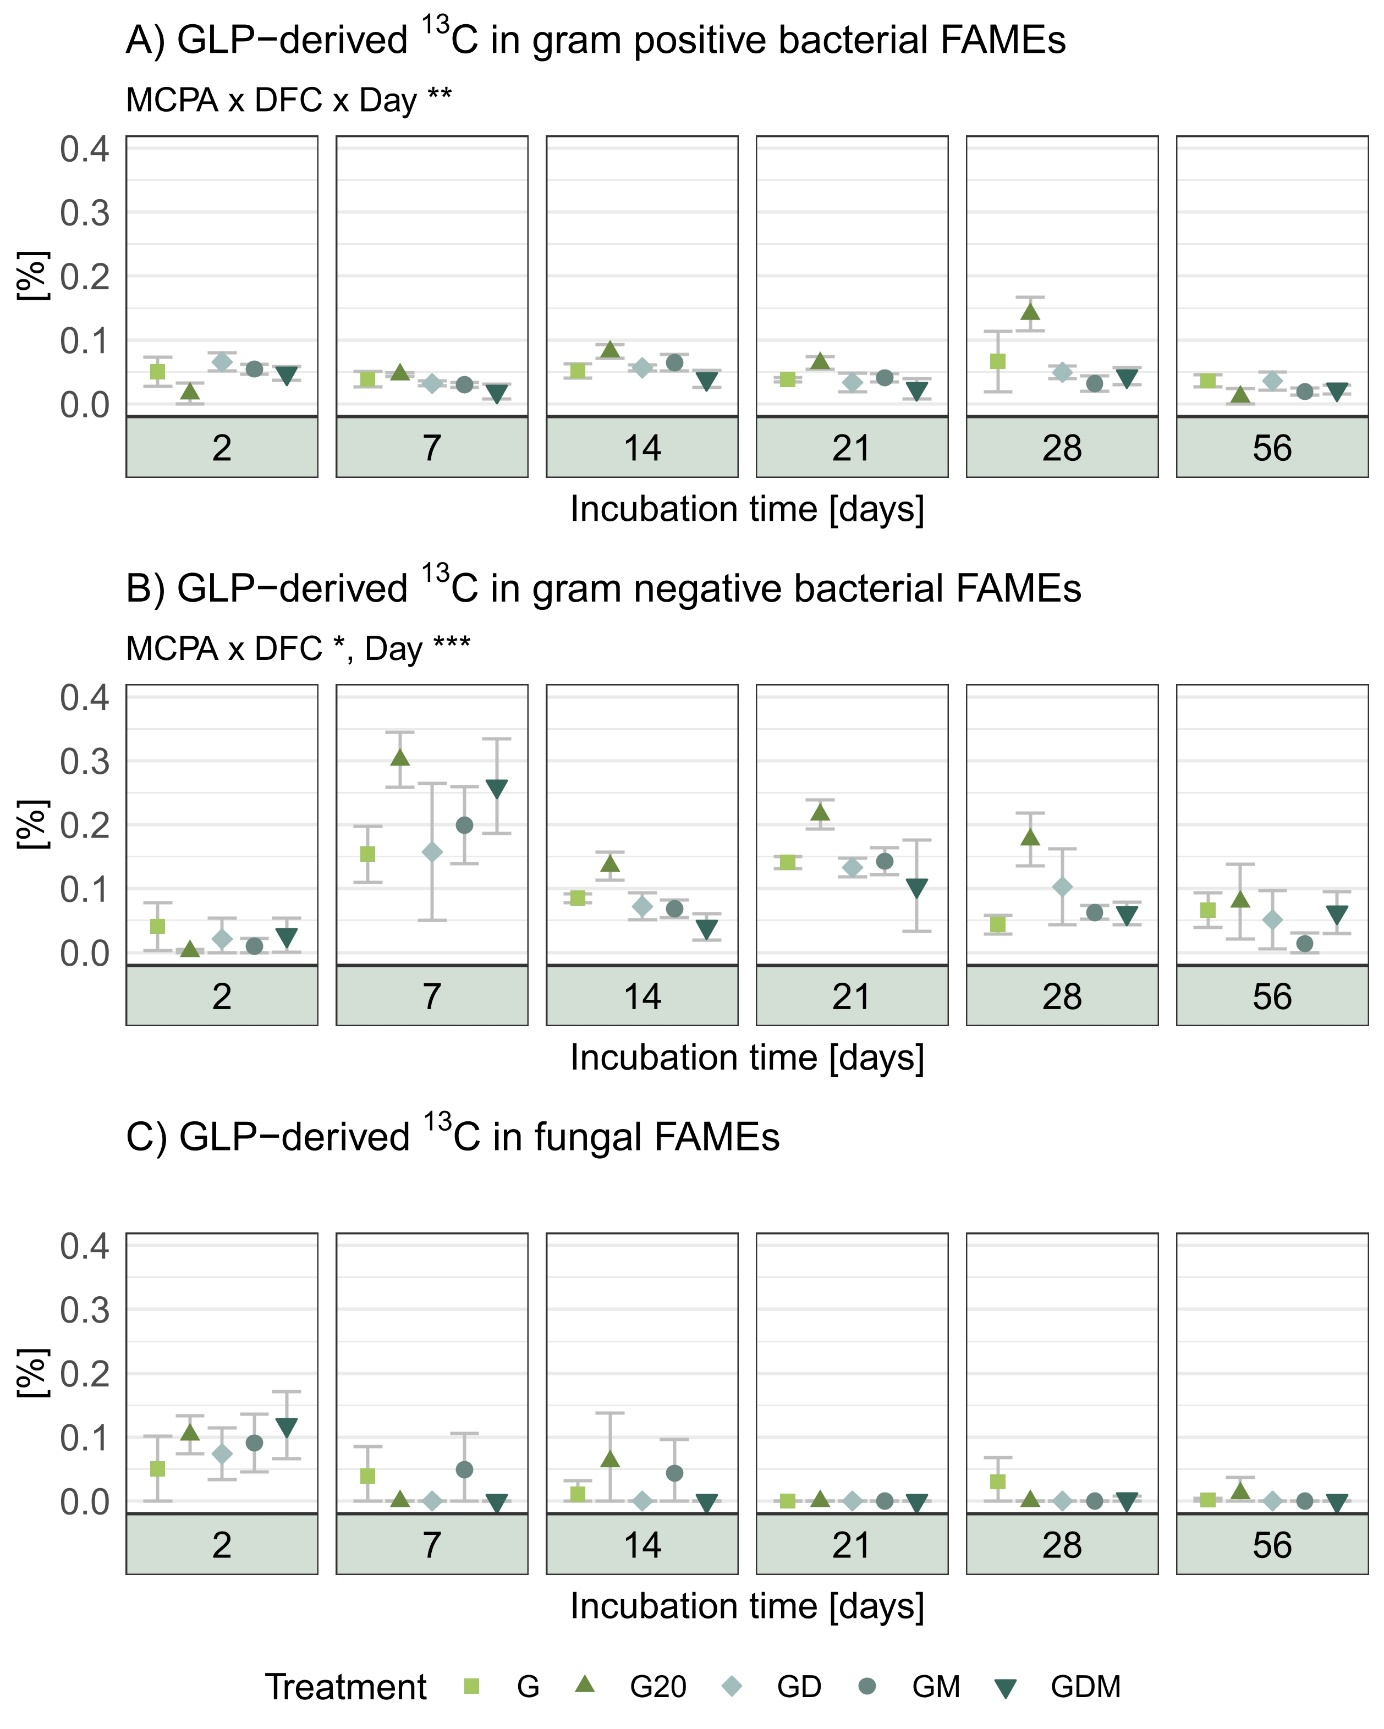 A) GLP−derived ¹³C in gram positive bacterial FAMEs
MCPA x DFC x Day **
[%]
0.4
0.3
0.2
0.1
0.0
2 7 14 21 28 56
Incubation time [days]
B) GLP−derived ¹³C in gram negative bacterial FAMEs
MCPA x DFC *, Day ***
[%]
0.4
0.3
0.2
0.1
0.0
2 7 14 21 28 56
Incubation time [days]
C) GLP−derived ¹³C in fungal FAMEs
[%]
0.4
0.3
0.2
0.1
0.0
2 7 14 21 28 56
Incubation time [days]
Treatment G G20 GD GM GDM